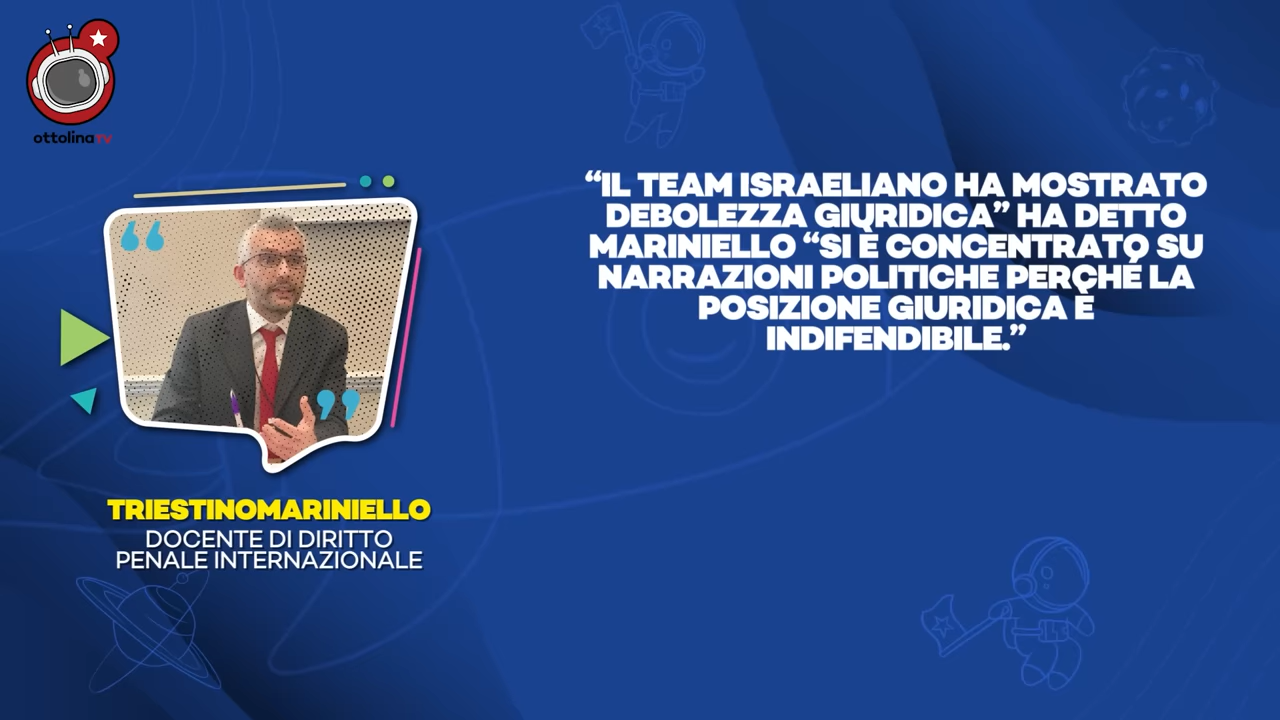 ottolinaTV
“IL TEAM ISRAELIANO HA MOSTRATO
DEBOLEZZA GIURIDICA” HA DETTO
MARINIELLO “SI È CONCENTRATO SU
NARRAZIONI POLITICHE PERCHÉ LA
POSIZIONE GIURIDICA È
INDIFENDIBILE.”
TRIESTINOMARINIELLO
DOCENTE DI DIRITTO
PENALE INTERNAZIONALE